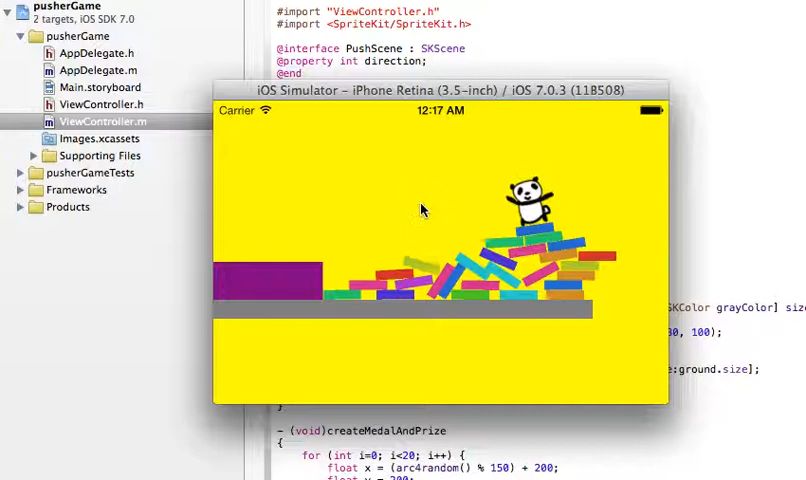 pusherGame
2 targets, iOS SDK 7.0
pusherGame
AppDelegate.h
AppDelegate.m
Main.storyboard
ViewController.h
ViewController.m
Images.xcassets
Supporting Files
pusherGameTests
Frameworks
Products
#import "ViewController.h"
#import <SpriteKit/SpriteKit.h>
@interface PushScene : SKScene
@property int direction;
@end
iOS Simulator – iPhone Retina (3.5-inch) / iOS 7.0.3 (11B508)
Carrier
12:17 AM
SKColor grayColor] size
, 100);
:ground.size];
}
- (void)createMedalAndPrize
{
for (int i=0; i<20; i++) {
float x = (arc4random() % 150) + 200;